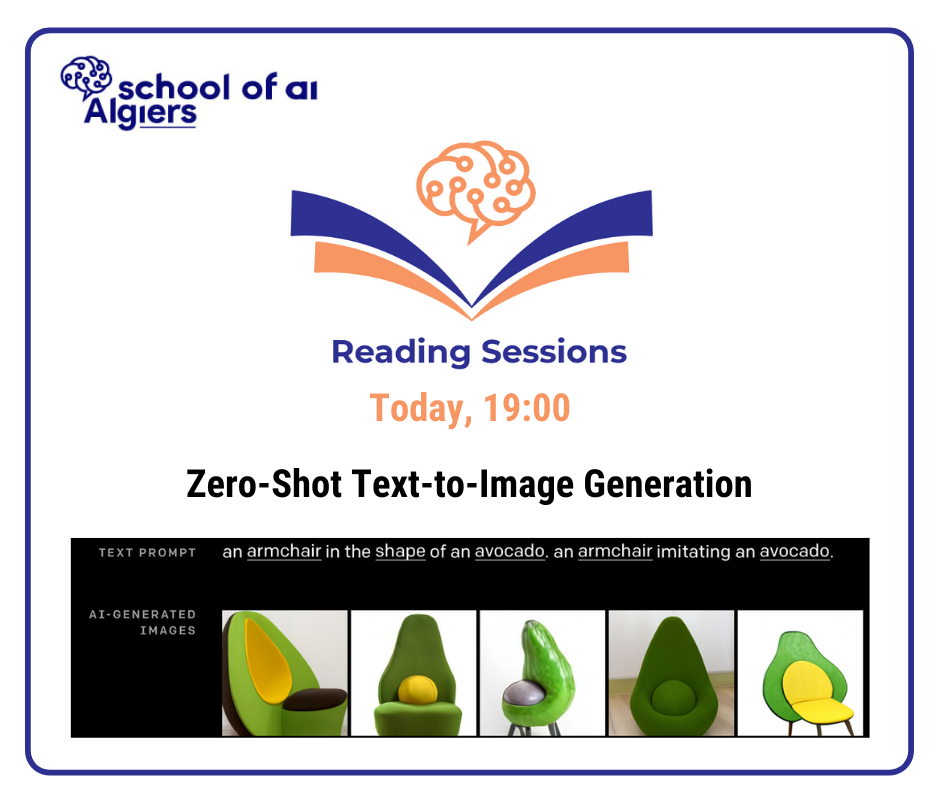 school of ai
Algiers
Reading Sessions
Today, 19:00
Zero-Shot Text-to-Image Generation
TEXT PROMPT
an armchair in the shape of an avocado. an armchair imitating an avocado.
AI-GENERATED
IMAGES